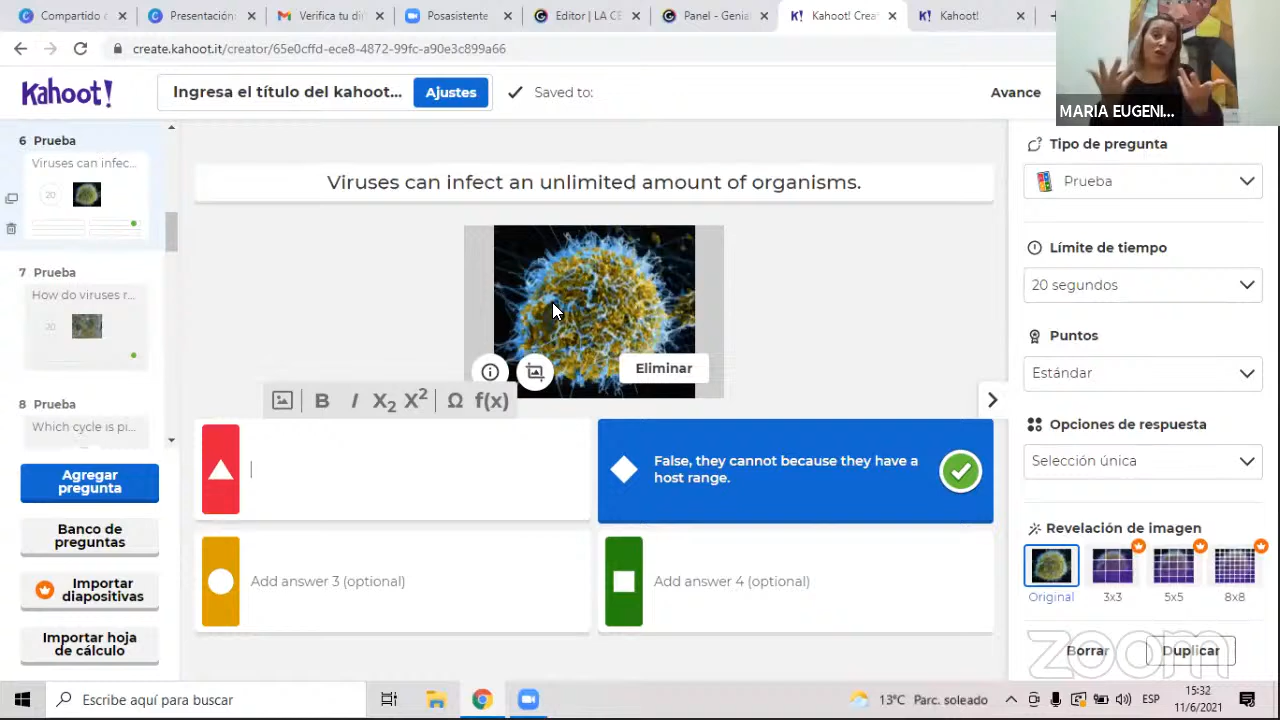 Compartido c
Presentación
Verifica tu di
Posasistente
Editor | LA CE
Panel - Genia
Kahoot! Crea
Kahoot!
create.kahoot.it/creator/65e0cffd-ece8-4872-99fc-a90e3c899a66
MARIA EUGENI...
Kahoot!
Ingresa el título del kahoot...
Ajustes
Saved to:
Avance
6 Prueba
Viruses can infec...
20
7 Prueba
How do viruses r...
20
8 Prueba
Which cycle is pi...
Agregar
pregunta
Banco de
preguntas
Importar
diapositivas
Importar hoja
de cálculo
Viruses can infect an unlimited amount of organisms.
Eliminar
B I X2 X2 Ω f(x)
False, they cannot because they have a
host range.
Add answer 3 (optional)
Add answer 4 (optional)
Tipo de pregunta
Prueba
Límite de tiempo
20 segundos
Puntos
Estándar
Opciones de respuesta
Selección única
Revelación de imagen
Original
3x3
5x5
8x8
Borrar
Duplicar
zoom
Escribe aquí para buscar
13°C Parc. soleado
ESP
15:32
11/6/2021